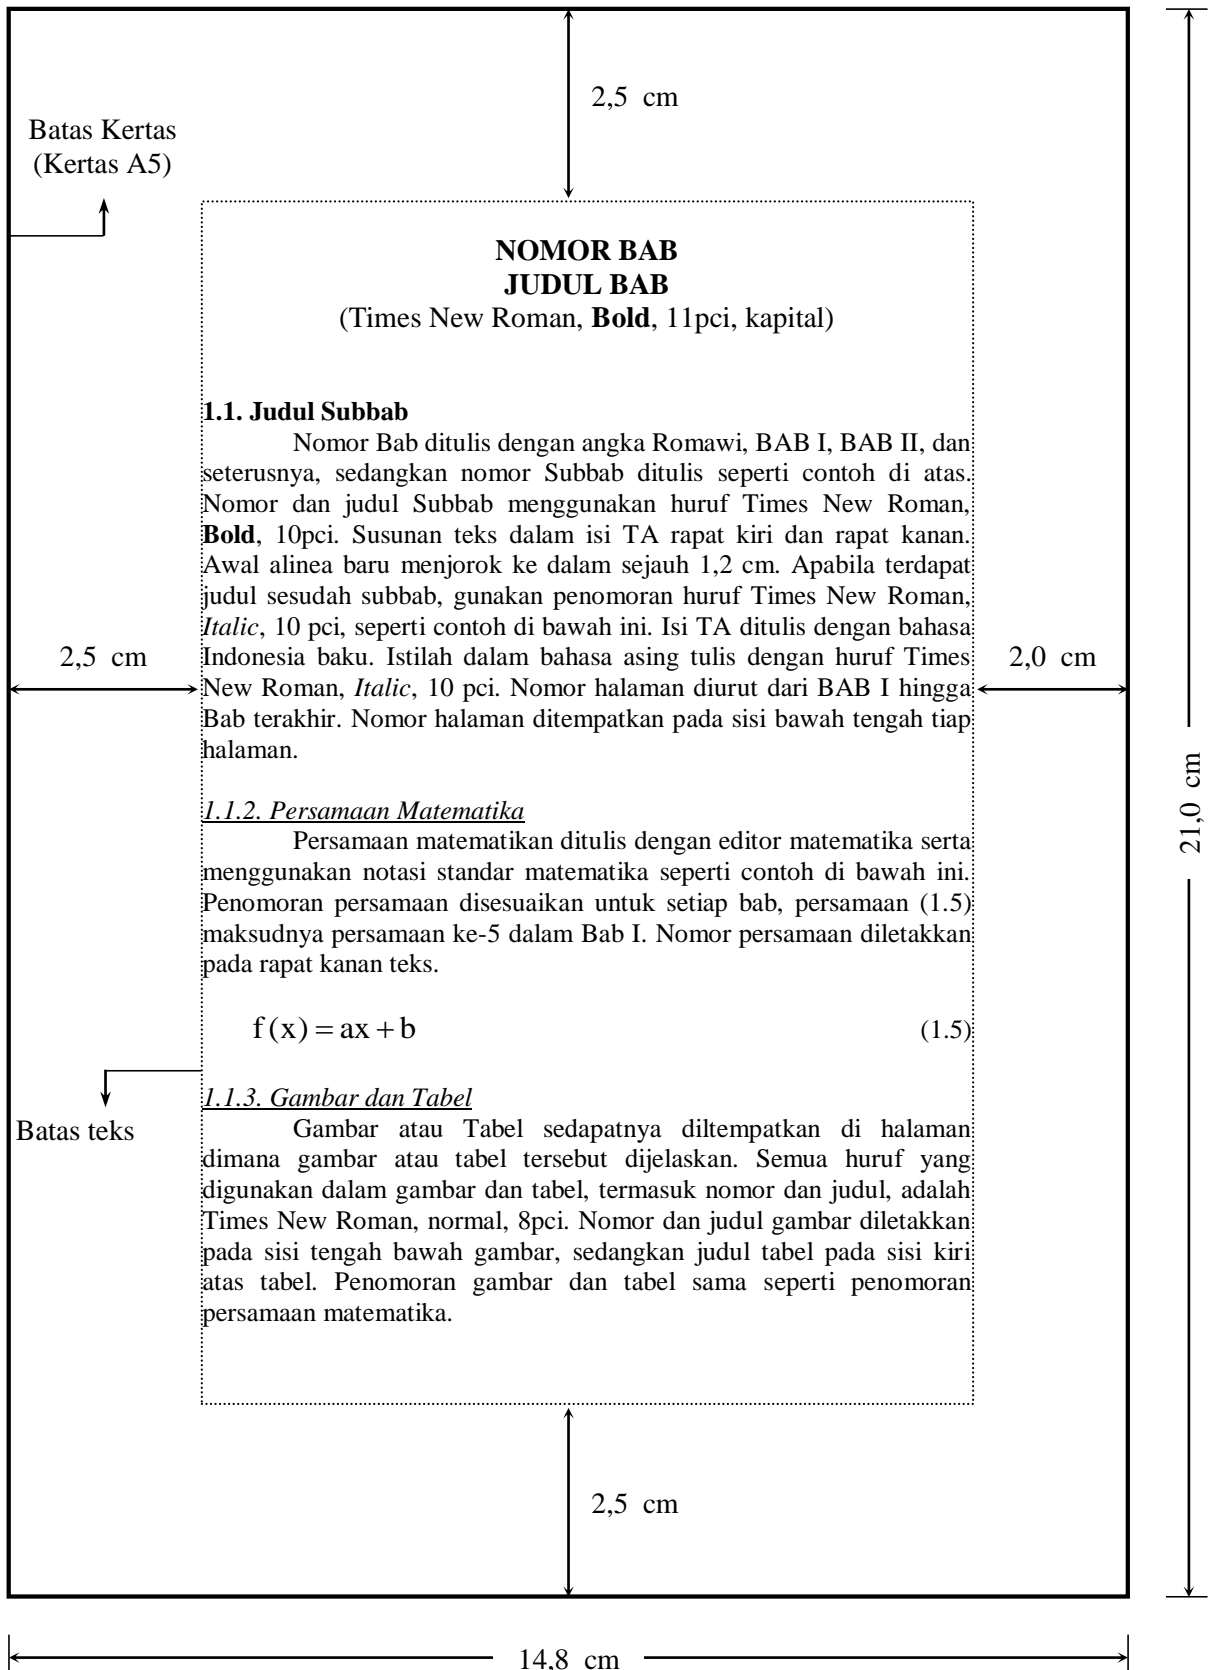 2,5 cm
Batas Kertas
(Kertas A5)
NOMOR BAB
JUDUL BAB
(Times New Roman, Bold, 11pci, kapital)
1.1. Judul Subbab
Nomor Bab ditulis dengan angka Romawi, BAB I, BAB II, dan
seterusnya, sedangkan nomor Subbab ditulis seperti contoh di atas.
Nomor dan judul Subbab menggunakan huruf Times New Roman,
Bold, 10pci. Susunan teks dalam isi TA rapat kiri dan rapat kanan.
Awal alinea baru menjorok ke dalam sejauh 1,2 cm. Apabila terdapat
judul sesudah subbab, gunakan penomoran huruf Times New Roman,
Italic, 10 pci, seperti contoh di bawah ini. Isi TA ditulis dengan bahasa
Indonesia baku. Istilah dalam bahasa asing tulis dengan huruf Times
New Roman, Italic, 10 pci. Nomor halaman diurut dari BAB I hingga
Bab terakhir. Nomor halaman ditempatkan pada sisi bawah tengah tiap
halaman.
2,5 cm
2,0 cm
21,0 cm
1.1.2. Persamaan Matematika
Persamaan matematikan ditulis dengan editor matematika serta
menggunakan notasi standar matematika seperti contoh di bawah ini.
Penomoran persamaan disesuaikan untuk setiap bab, persamaan (1.5)
maksudnya persamaan ke-5 dalam Bab I. Nomor persamaan diletakkan
pada rapat kanan teks.
f (x) = ax + b (1.5)
1.1.3. Gambar dan Tabel
Batas teks
Gambar atau Tabel sedapatnya diltempatkan di halaman
dimana gambar atau tabel tersebut dijelaskan. Semua huruf yang
digunakan dalam gambar dan tabel, termasuk nomor dan judul, adalah
Times New Roman, normal, 8pci. Nomor dan judul gambar diletakkan
pada sisi tengah bawah gambar, sedangkan judul tabel pada sisi kiri
atas tabel. Penomoran gambar dan tabel sama seperti penomoran
persamaan matematika.
2,5 cm
14,8 cm